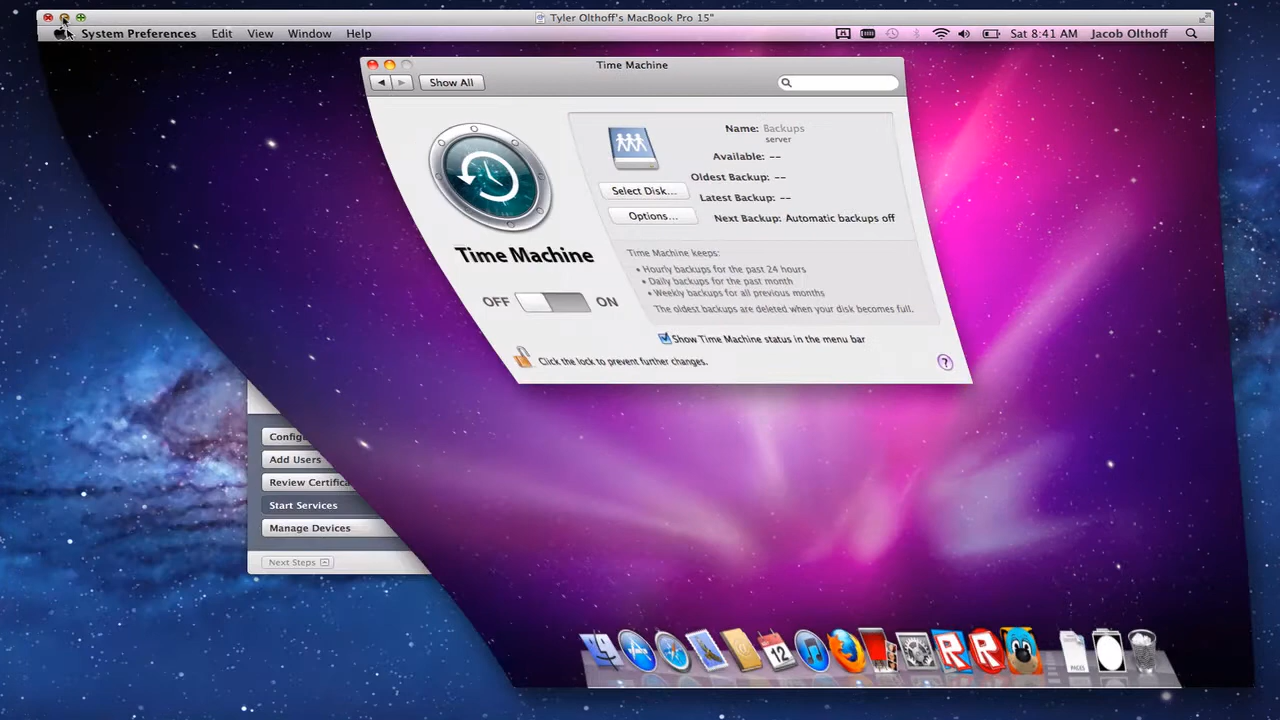 Tyler Olthoff's MacBook Pro 15"
System Preferences Edit View Window Help Sat 8:41 AM Jacob Olthoff
Time Machine
Show All
Name: Backups
server
Available: --
Oldest Backup: --
Select Disk...
Latest Backup: --
Options...
Next Backup: Automatic backups off
Time Machine
Time Machine keeps:
• Hourly backups for the past 24 hours
• Daily backups for the past month
• Weekly backups for all previous months
The oldest backups are deleted when your disk becomes full.
OFF ON
Show Time Machine status in the menu bar
Click the lock to prevent further changes.
?
Add Users
Start Services
Manage Devices
Next Steps
12
PAGES